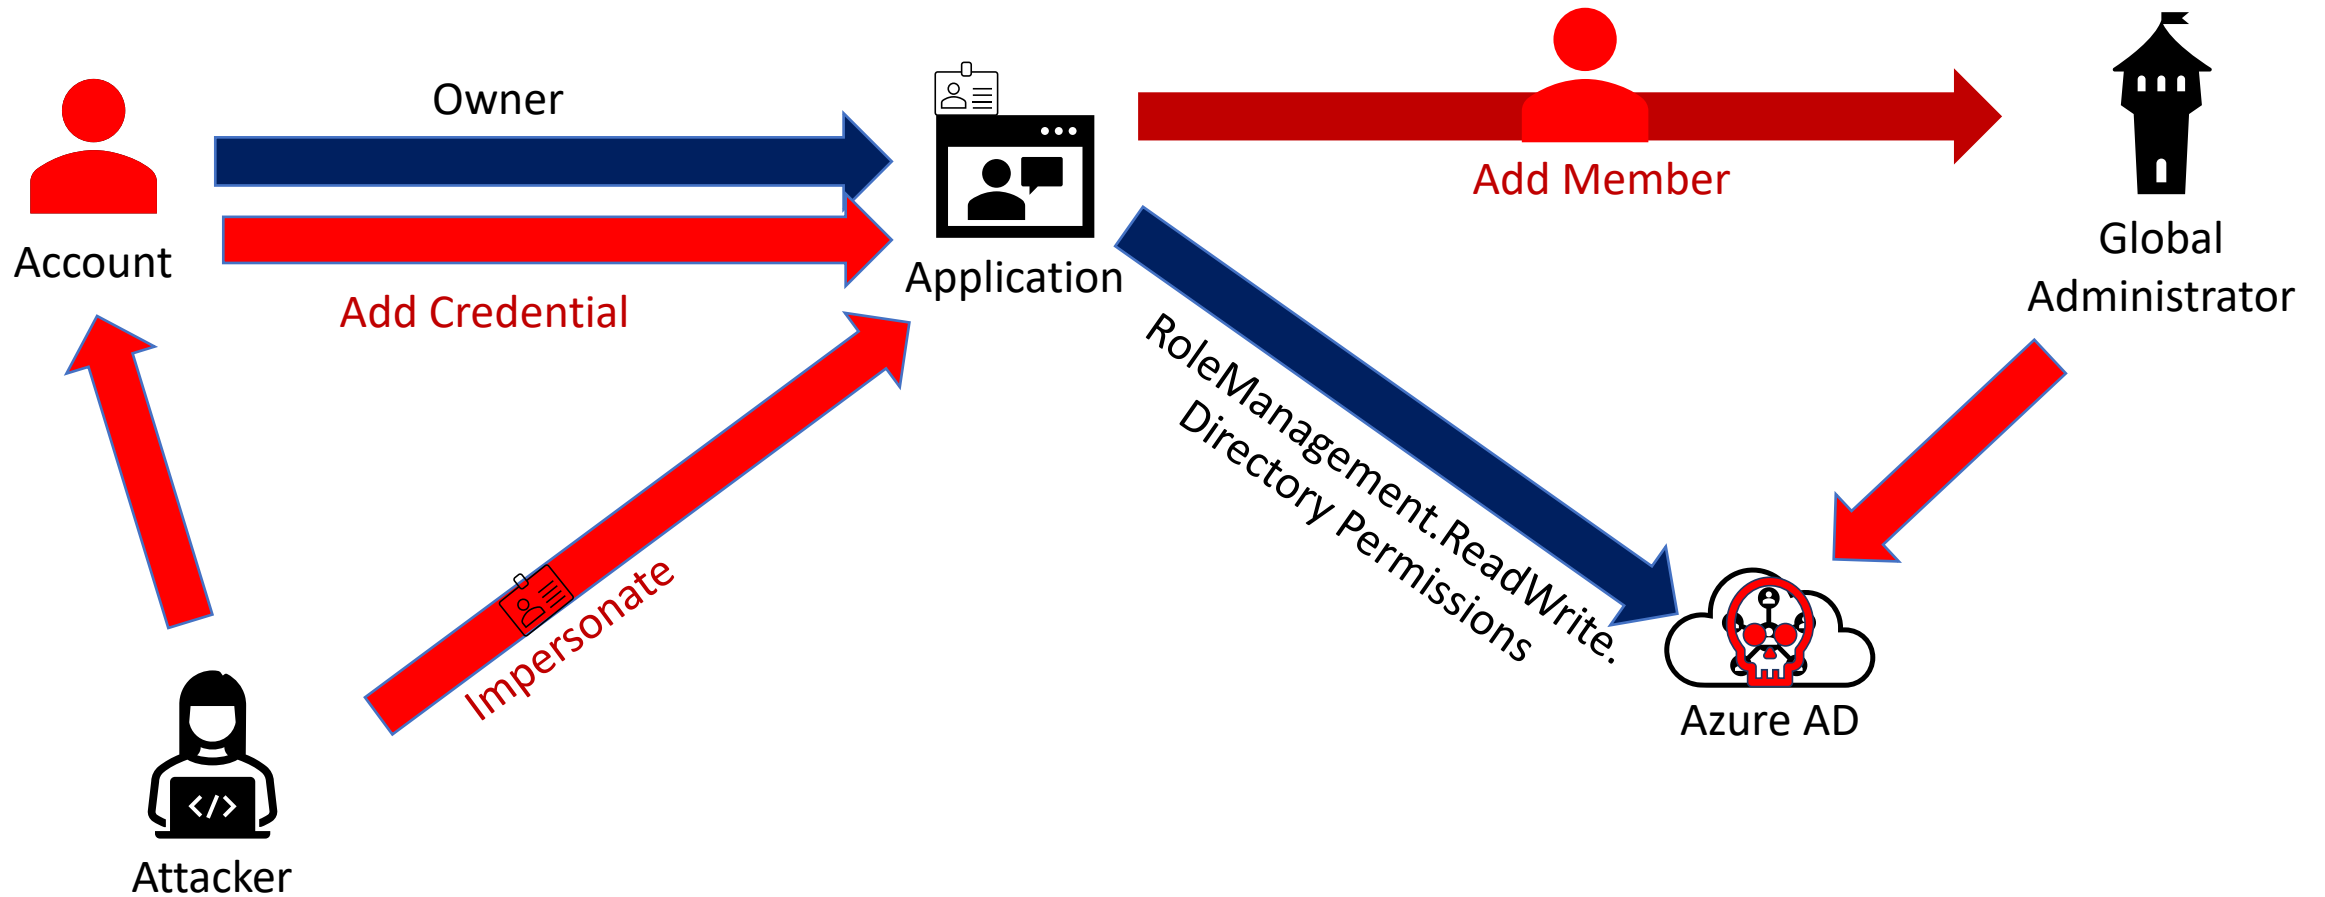 Owner
Account
Add Credential
Application
Add Member
Global
Administrator
RoleManagement.ReadWrite.
Directory Permissions
Impersonate
Azure AD
</>
Attacker